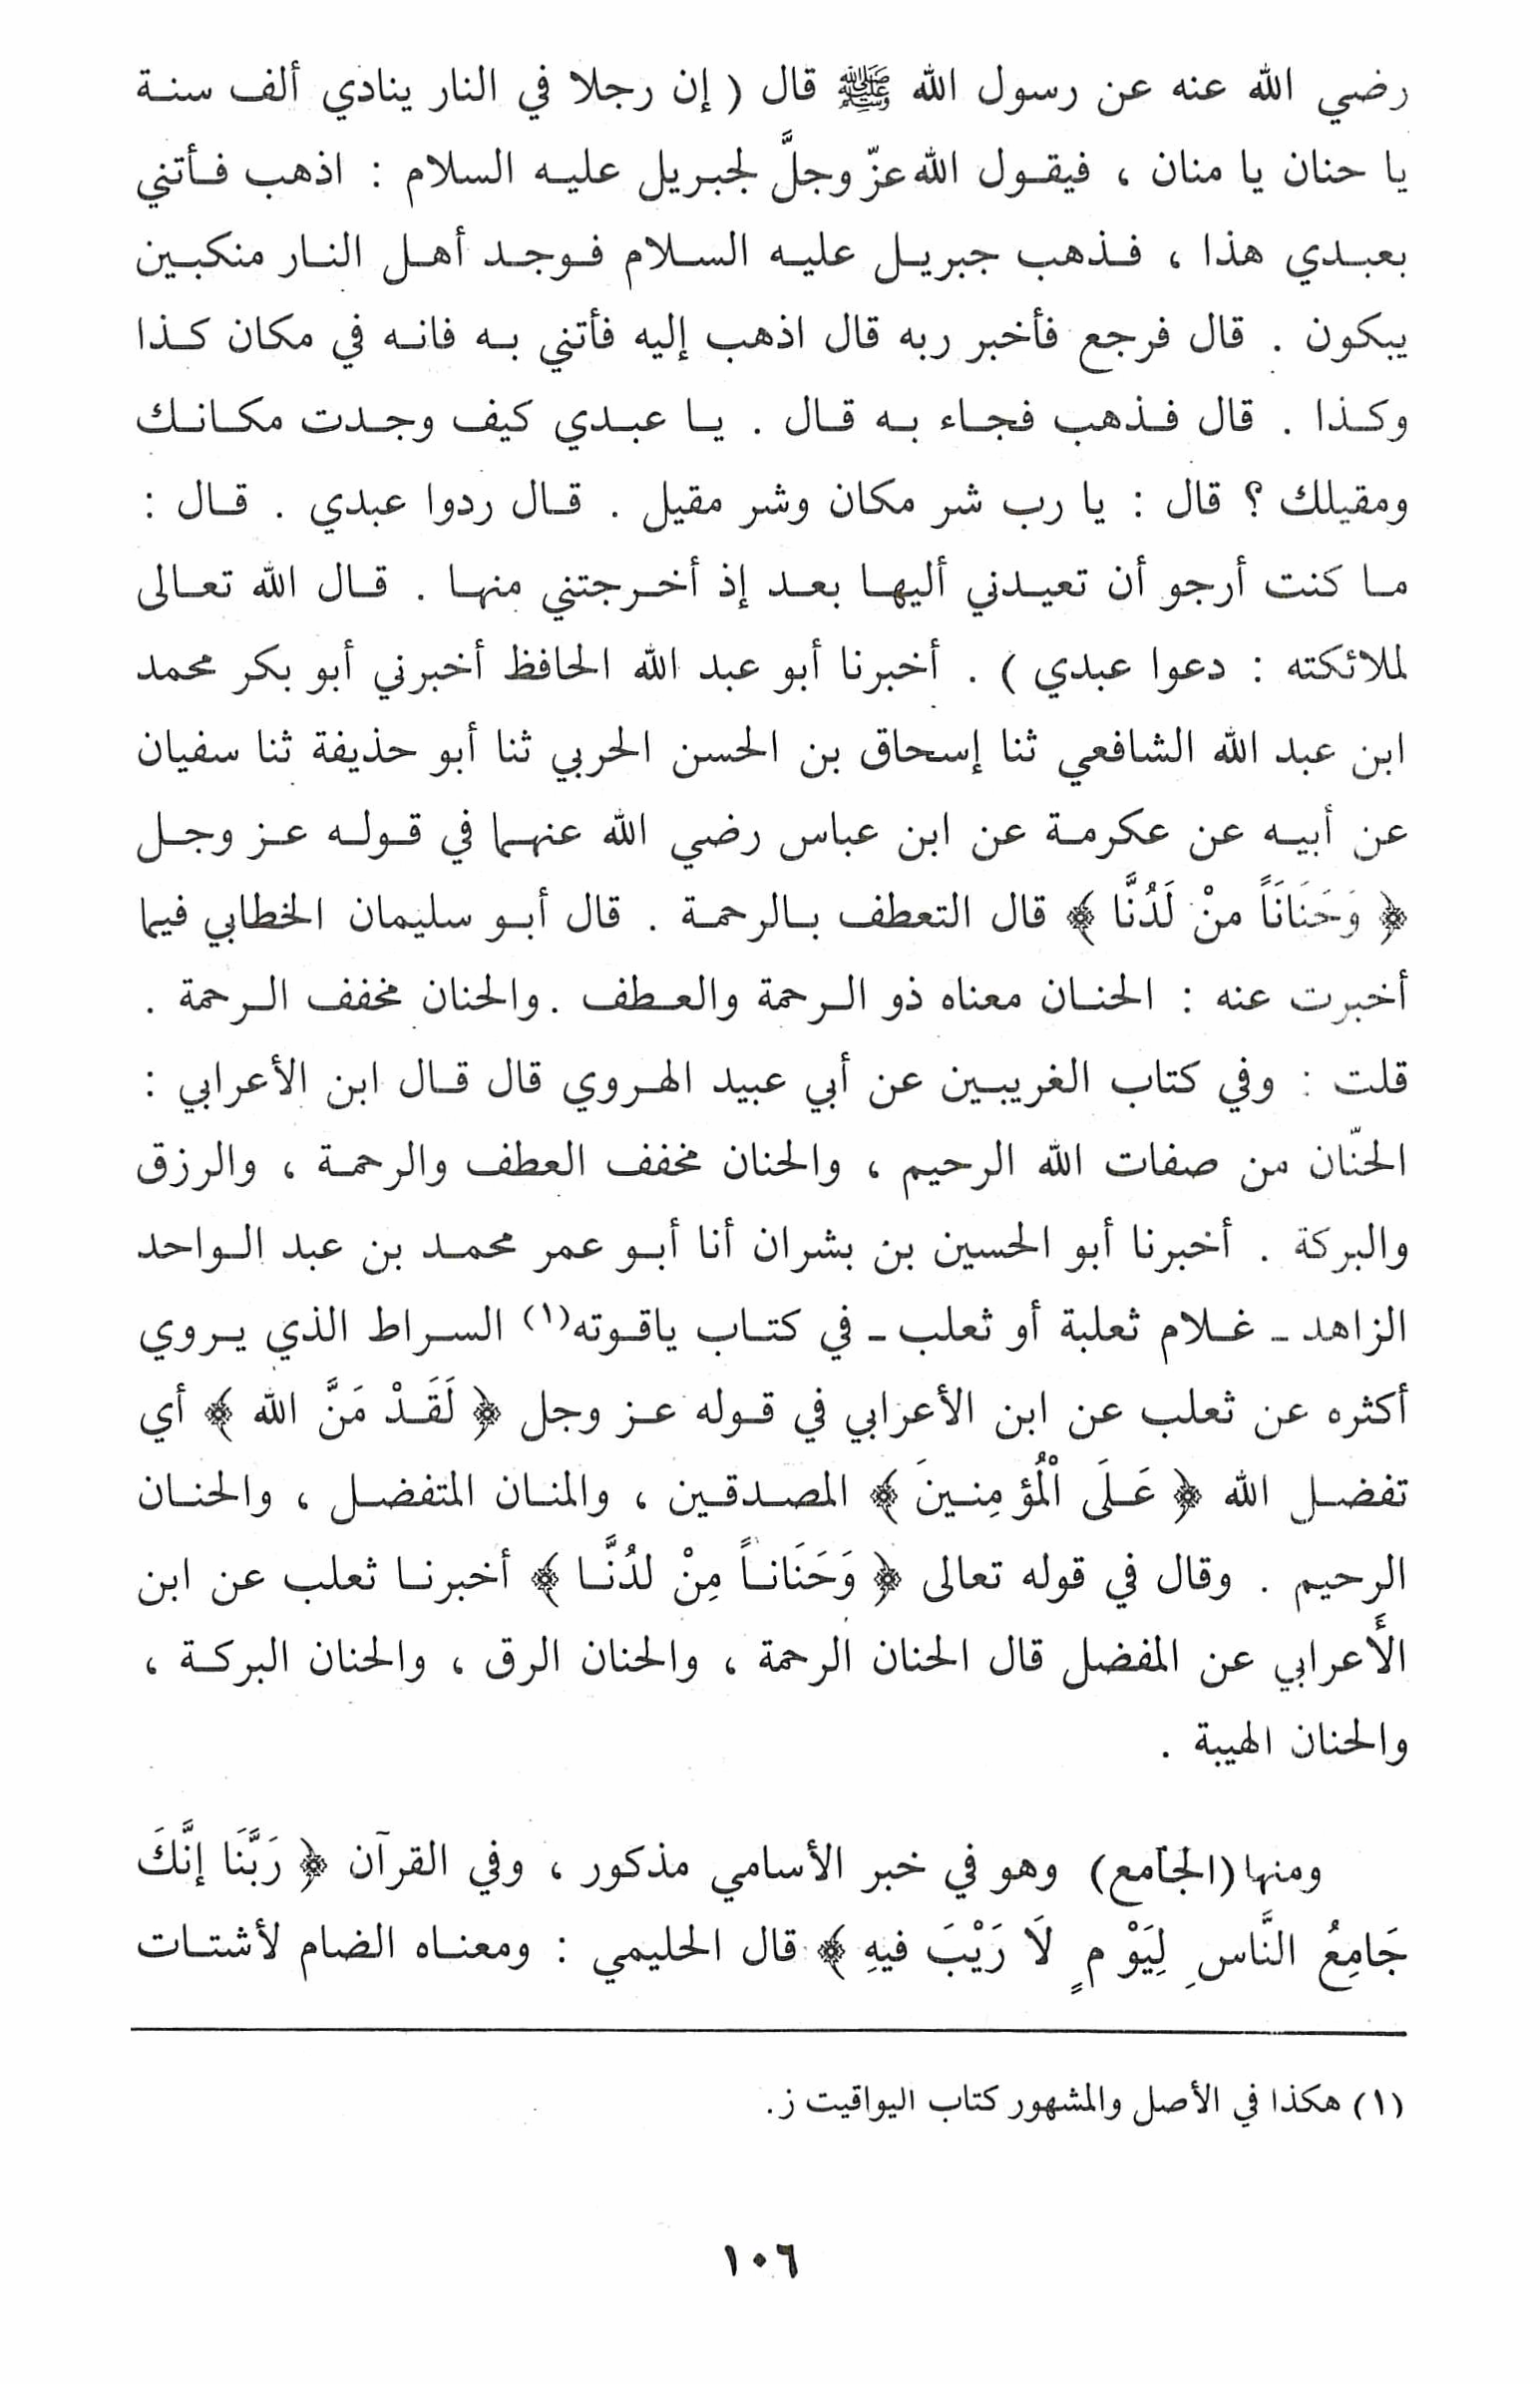 رضي الله عنه عن رسول الله ﷺ قال ( إن رجلا في النار ينادي ألف سنة
يا حنان يا منان ، فيقول الله عزّ وجلَّ لجبريل عليه السلام : اذهب فأتني
بعبدي هذا ، فذهب جبريل عليه السلام فوجد أهل النار منكبين
يبكون . قال فرجع فأخبر ربه قال اذهب إليه فأتني به فانه في مكان كذا
وكذا . قال فذهب فجاء به قال . يا عبدي كيف وجدت مكانك
ومقيلك ؟ قال : يا رب شر مكان وشر مقيل . قال ردوا عبدي . قال :
ما كنت أرجو أن تعيدني أليها بعد إذ أخرجتني منها . قال الله تعالى
لملائكته : دعوا عبدي ) . أخبرنا أبو عبد الله الحافظ أخبرني أبو بكر محمد
ابن عبد الله الشافعي ثنا إسحاق بن الحسن الحربي ثنا أبو حذيفة ثنا سفيان
عن أبيه عن عكرمة عن ابن عباس رضي الله عنهما في قوله عز وجل
﴿ وَحَنَانَاً منْ لَدُنَّا ﴾ قال التعطف بالرحمة . قال أبو سليمان الخطابي فيما
أخبرت عنه : الحنان معناه ذو الرحمة والعطف . والحنان مخفف الرحمة .
قلت : وفي كتاب الغريبين عن أبي عبيد الهروي قال قال ابن الأعرابي :
الحنّان من صفات الله الرحيم ، والحنان مخفف العطف والرحمة ، والرزق
والبركة . أخبرنا أبو الحسين بن بشران أنا أبو عمر محمد بن عبد الواحد
الزاهد ـ غلام ثعلبة أو ثعلب ـ في كتاب ياقوته(١) السراط الذي يروي
أكثره عن ثعلب عن ابن الأعرابي في قوله عز وجل ﴿ لَقَدْ مَنَّ الله ﴾ أي
تفضل الله ﴿ عَلَى اْلُمؤمِنينَ ﴾ المصدقين ، والمنان المتفضل ، والحنان
الرحيم . وقال في قوله تعالى ﴿ وَحَنَاناً مِنْ لدُنَّا ﴾ أخبرنا ثعلب عن ابن
الأَعرابي عن المفضل قال الحنان الرحمة ، والحنان الرق ، والحنان البركة ،
والحنان الهيبة .
ومنها (الجامع) وهو في خبر الأسامي مذكور ، وفي القرآن ﴿ رَبَّنَا إنَّكَ
جَامِعُ النَّاسِ لِيَوْمٍ لَا رَيْبَ فيهِ ﴾ قال الحليمي : ومعناه الضام لأشتات
(١) هكذا في الأصل والمشهور كتاب اليواقيت ز.
١٠٦